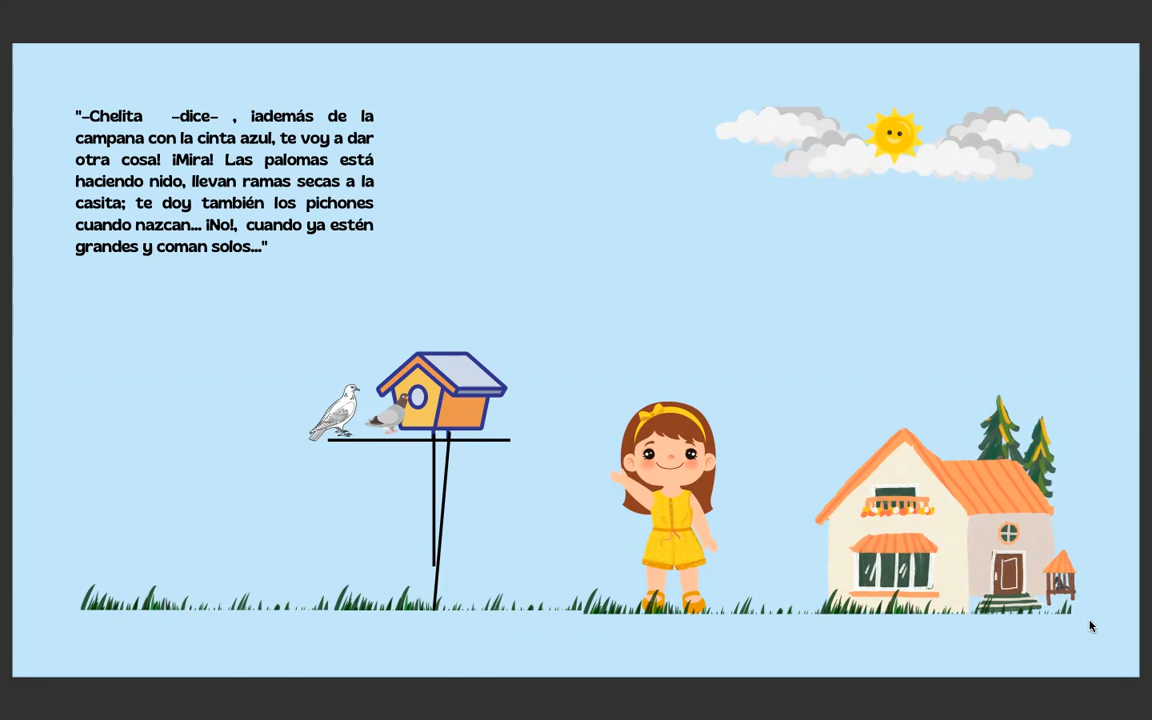 "-Chelita -dice- , ¡además de la
campana con la cinta azul, te voy a dar
otra cosa! ¡Mira! Las palomas está
haciendo nido, llevan ramas secas a la
casita; te doy también los pichones
cuando nazcan... ¡No!, cuando ya estén
grandes y coman solos..."